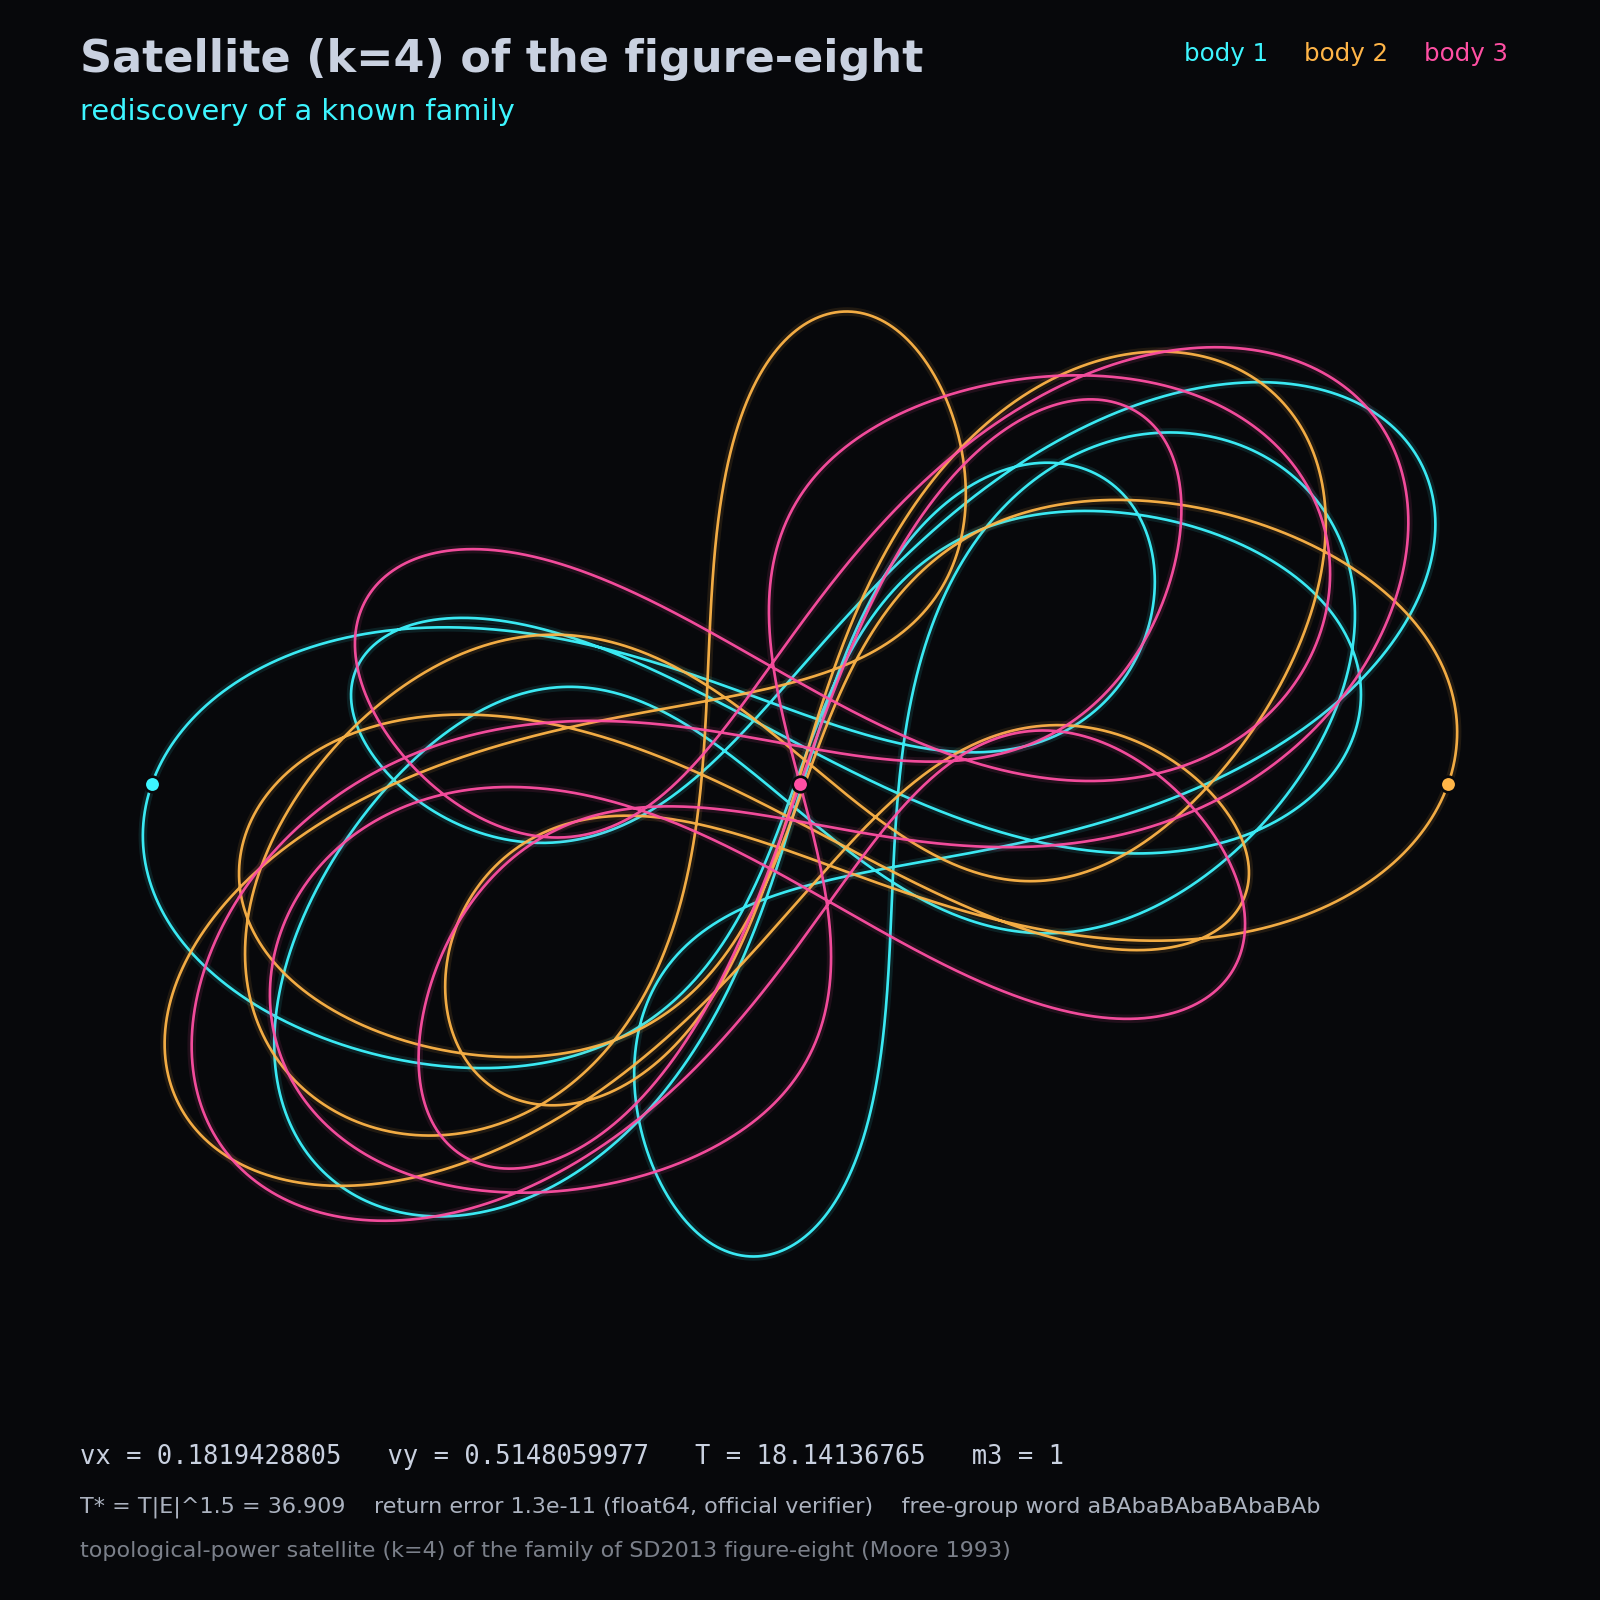 Satellite (k=4) of the figure-eight
body 1 body 2 body 3
rediscovery of a known family
vx = 0.1819428805 vy = 0.5148059977 T = 18.14136765 m3 = 1
T* = T|E|^1.5 = 36.909 return error 1.3e-11 (float64, official verifier) free-group word aBAbaBAbaBAbaBAb
topological-power satellite (k=4) of the family of SD2013 figure-eight (Moore 1993)